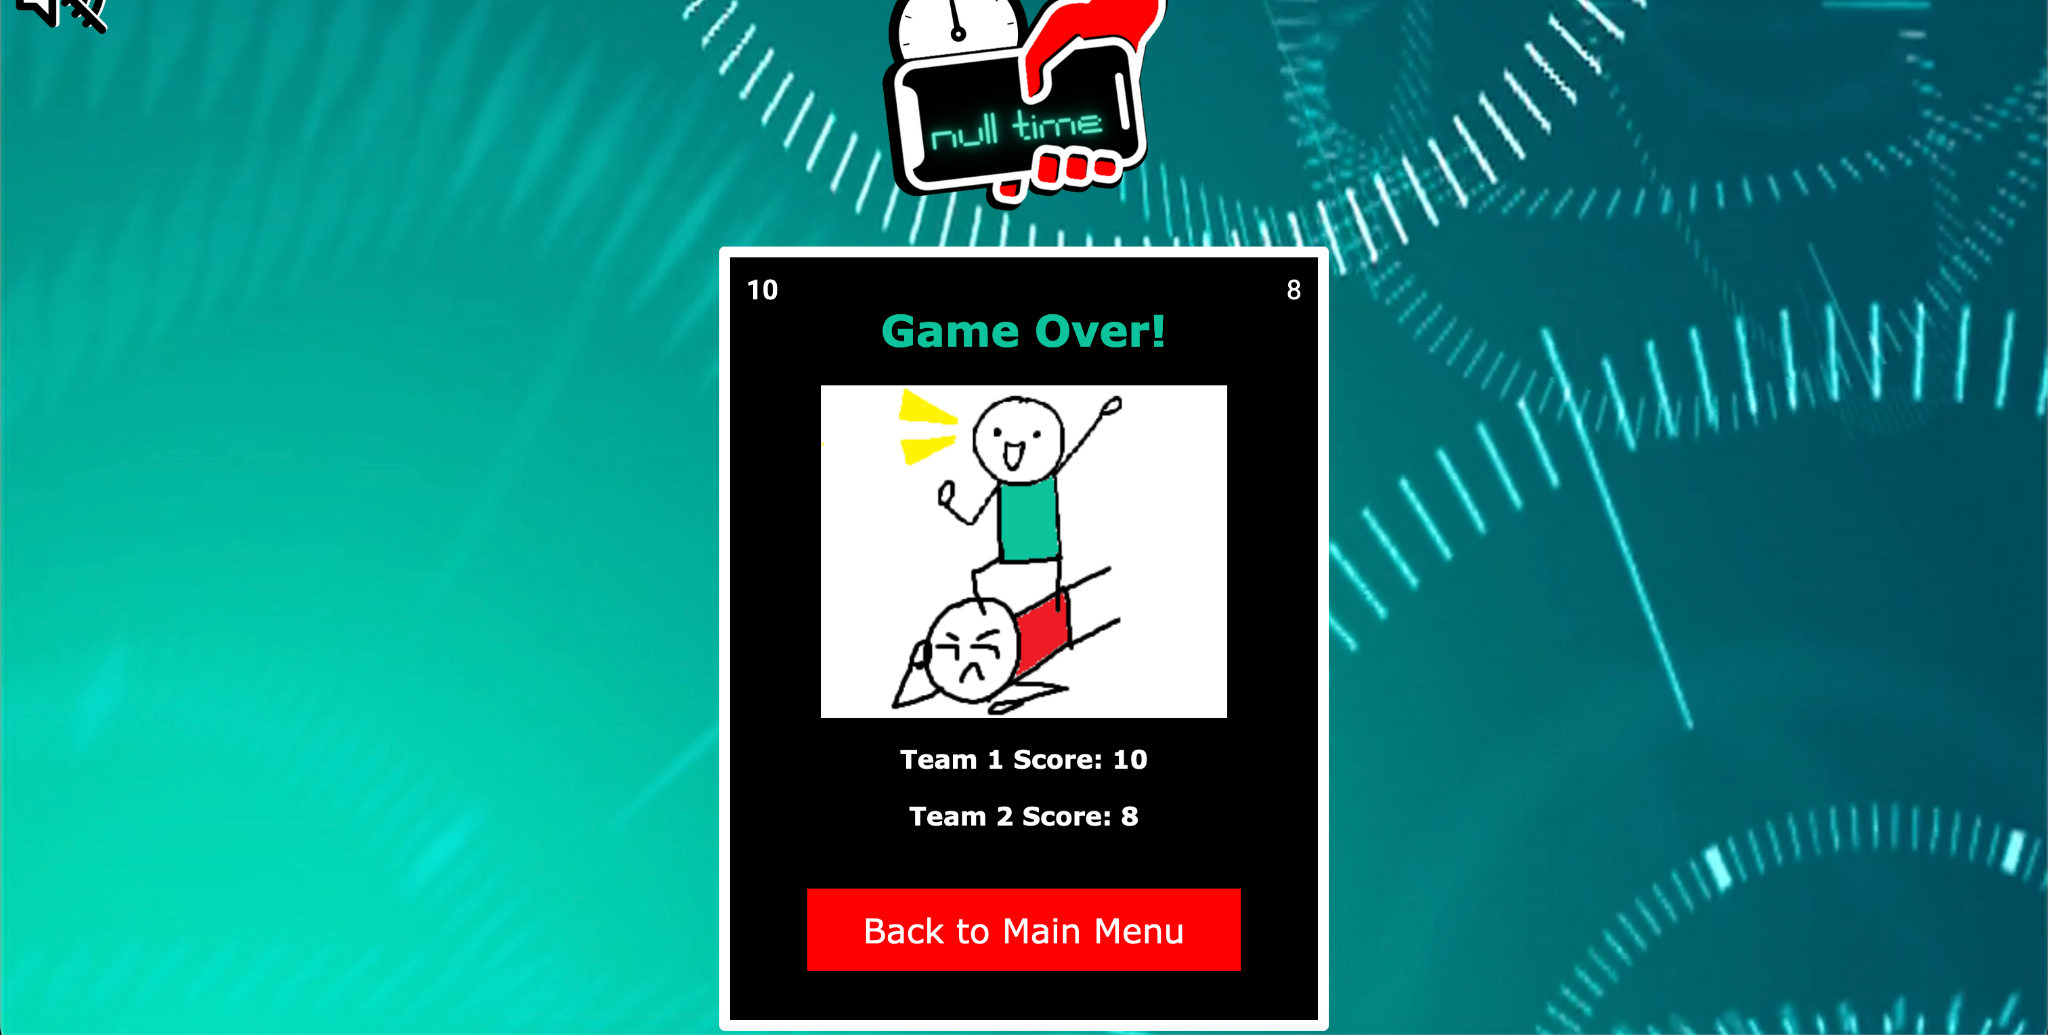 null time
10 8
Game Over!
Team 1 Score: 10
Team 2 Score: 8
Back to Main Menu